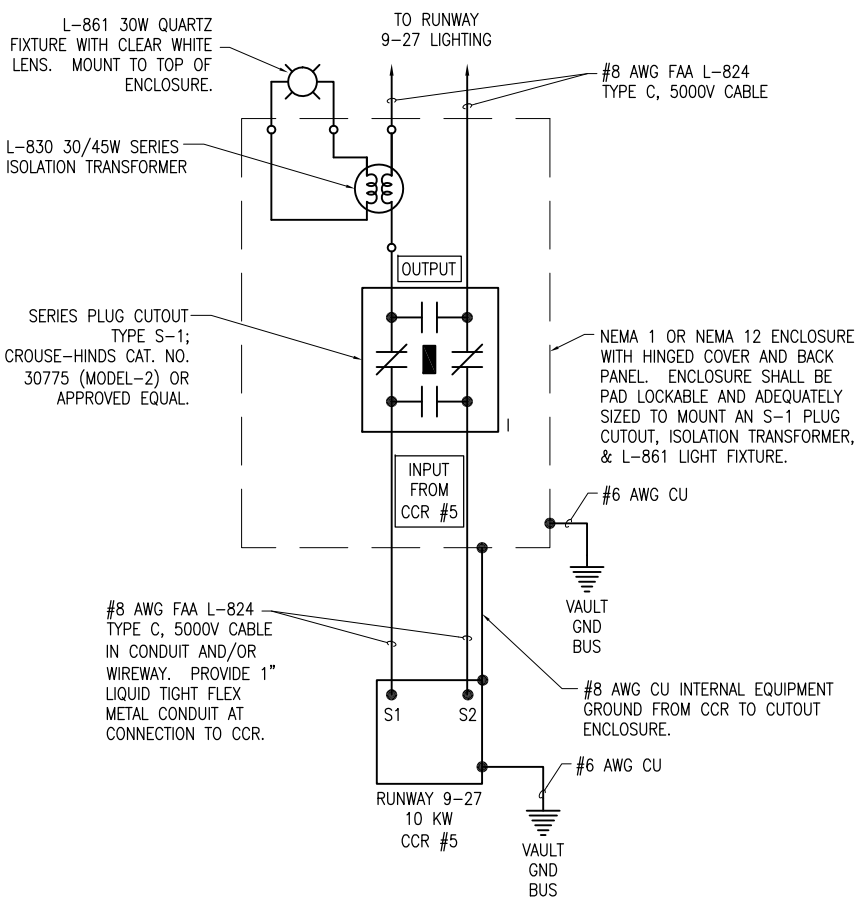 L-861 30W QUARTZ
FIXTURE WITH CLEAR WHITE
LENS. MOUNT TO TOP OF
ENCLOSURE.
TO RUNWAY
9-27 LIGHTING
#8 AWG FAA L-824
TYPE C, 5000V CABLE
L-830 30/45W SERIES
ISOLATION TRANSFORMER
OUTPUT
SERIES PLUG CUTOUT
TYPE S-1;
CROUSE-HINDS CAT. NO.
30775 (MODEL-2) OR
APPROVED EQUAL.
NEMA 1 OR NEMA 12 ENCLOSURE
WITH HINGED COVER AND BACK
PANEL. ENCLOSURE SHALL BE
PAD LOCKABLE AND ADEQUATELY
SIZED TO MOUNT AN S-1 PLUG
CUTOUT, ISOLATION TRANSFORMER,
& L-861 LIGHT FIXTURE.
INPUT
FROM
CCR #5
#6 AWG CU
VAULT
GND
BUS
#8 AWG FAA L-824
TYPE C, 5000V CABLE
IN CONDUIT AND/OR
WIREWAY. PROVIDE 1"
LIQUID TIGHT FLEX
METAL CONDUIT AT
CONNECTION TO CCR.
S1
S2
#8 AWG CU INTERNAL EQUIPMENT
GROUND FROM CCR TO CUTOUT
ENCLOSURE.
#6 AWG CU
RUNWAY 9-27
10 KW
CCR #5
VAULT
GND
BUS